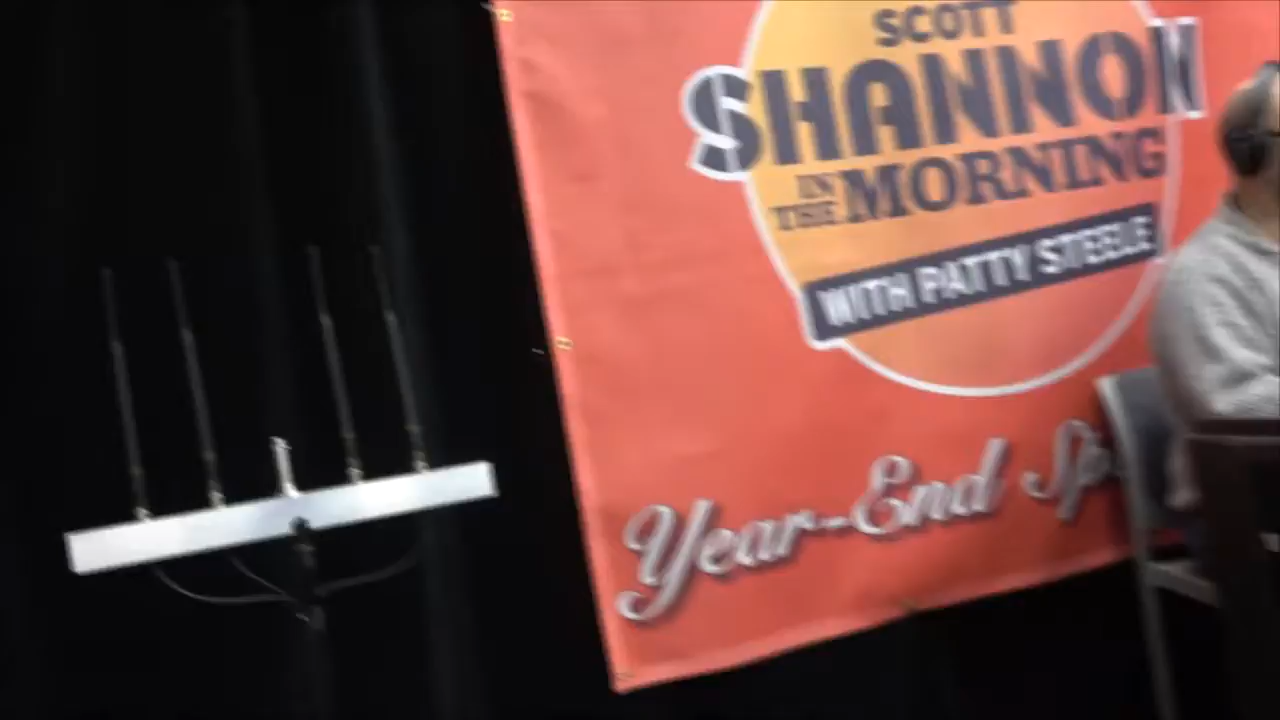 SCOTT
SHANNON
IN
THE MORNING
WITH PATTY STEELE
Year-End